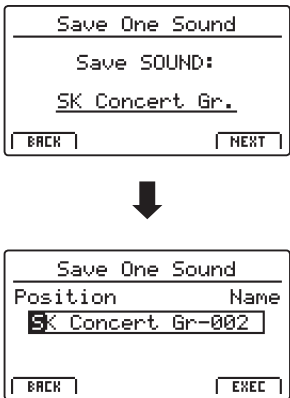 Save One Sound
Save SOUND:
SK Concert Gr.
BACK NEXT
Save One Sound
Position Name
SK Concert Gr-002
BACK EXEC